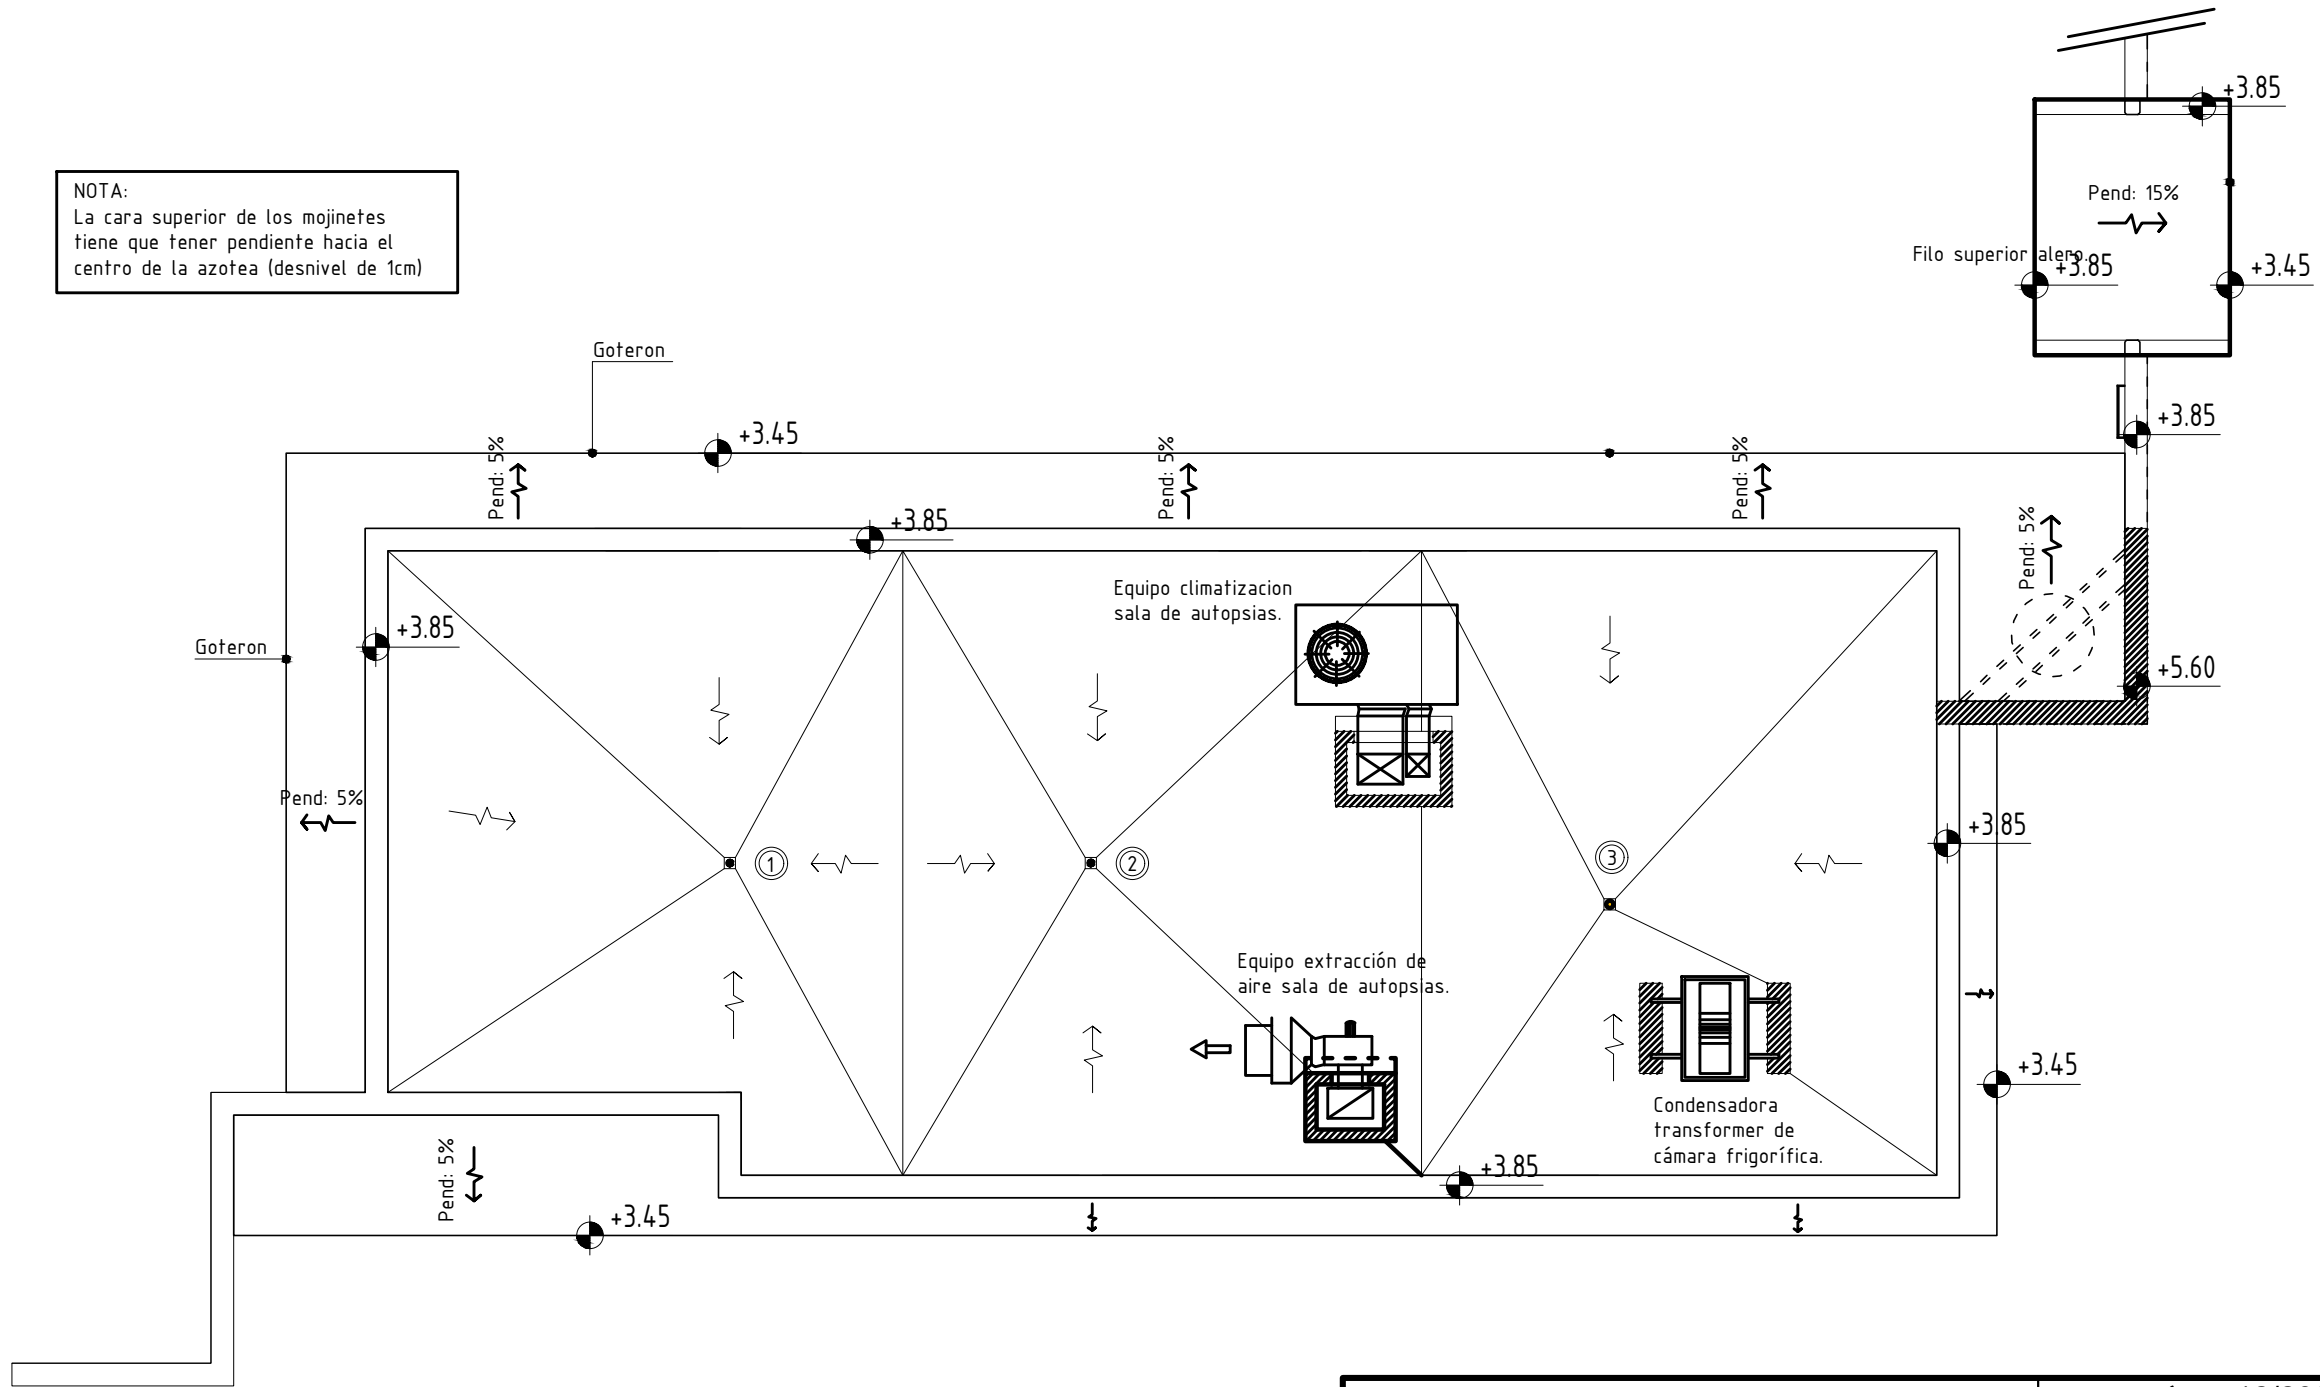 +3.85
NOTA:
La cara superior de los mojinetes
tiene que tener pendiente hacia el
centro de la azotea (desnivel de 1cm)
Pend: 15%
Filo superior alero.
+3.85
+3.45
Goteron
+3.85
+3.45
Pend: 5%
Pend: 5%
Pend: 5%
+3.85
Pend: 5%
Equipo climatizacion
sala de autopsias.
+3.85
Goteron
+5.60
Pend: 5%
+3.85
1
2
3
Equipo extracción de
aire sala de autopsias.
+3.45
Condensadora
transformer de
cámara frigorífica.
Pend: 5%
+3.85
+3.45